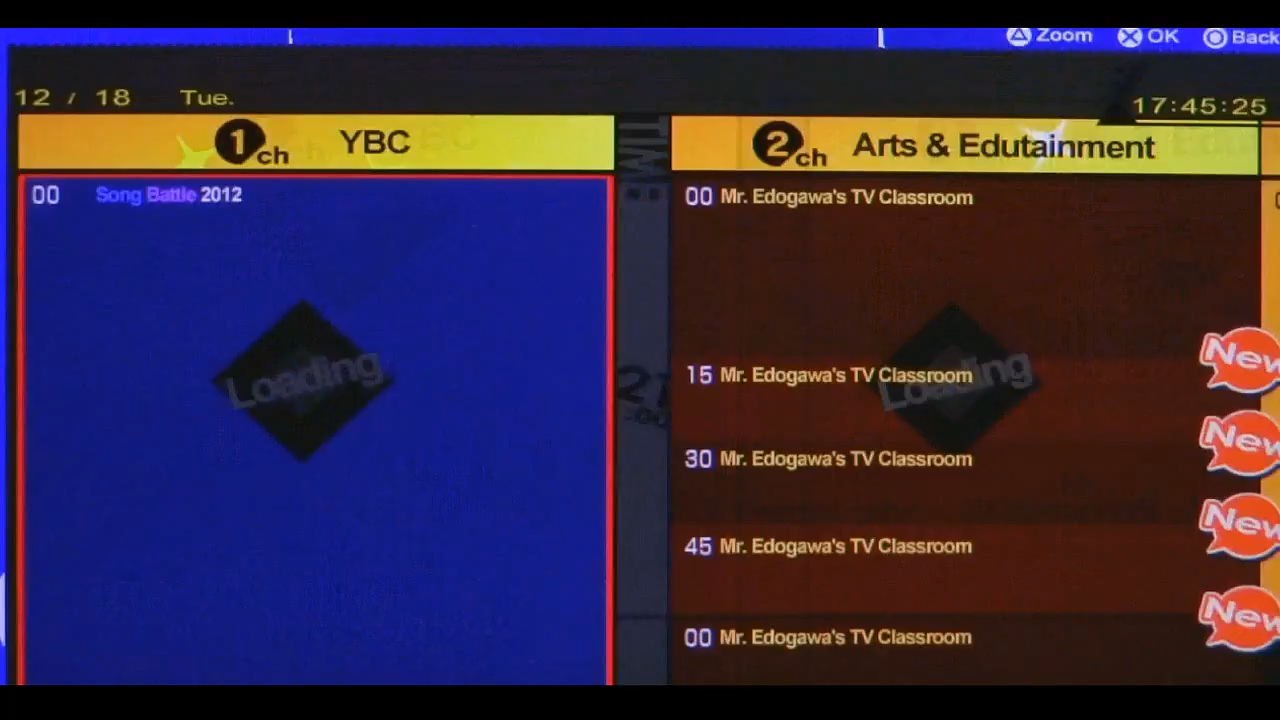 Zoom OK Back
12 / 18 Tue.
17:45:25
1ch YBC
2ch Arts & Edutainment
00 Song Battle 2012
Loading
00 Mr. Edogawa's TV Classroom
15 Mr. Edogawa's TV Classroom
Loading
30 Mr. Edogawa's TV Classroom
45 Mr. Edogawa's TV Classroom
00 Mr. Edogawa's TV Classroom
New
New
New
New